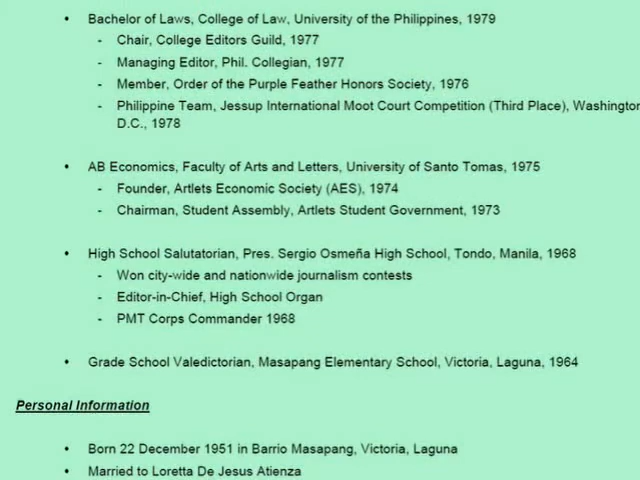 • Bachelor of Laws, College of Law, University of the Philippines, 1979
- Chair, College Editors Guild, 1977
- Managing Editor, Phil. Collegian, 1977
- Member, Order of the Purple Feather Honors Society, 1976
- Philippine Team, Jessup International Moot Court Competition (Third Place), Washington
D.C., 1978
• AB Economics, Faculty of Arts and Letters, University of Santo Tomas, 1975
- Founder, Artlets Economic Society (AES), 1974
- Chairman, Student Assembly, Artlets Student Government, 1973
• High School Salutatorian, Pres. Sergio Osmeña High School, Tondo, Manila, 1968
- Won city-wide and nationwide journalism contests
- Editor-in-Chief, High School Organ
- PMT Corps Commander 1968
• Grade School Valedictorian, Masapang Elementary School, Victoria, Laguna, 1964
Personal Information
• Born 22 December 1951 in Barrio Masapang, Victoria, Laguna
• Married to Loretta De Jesus Atienza